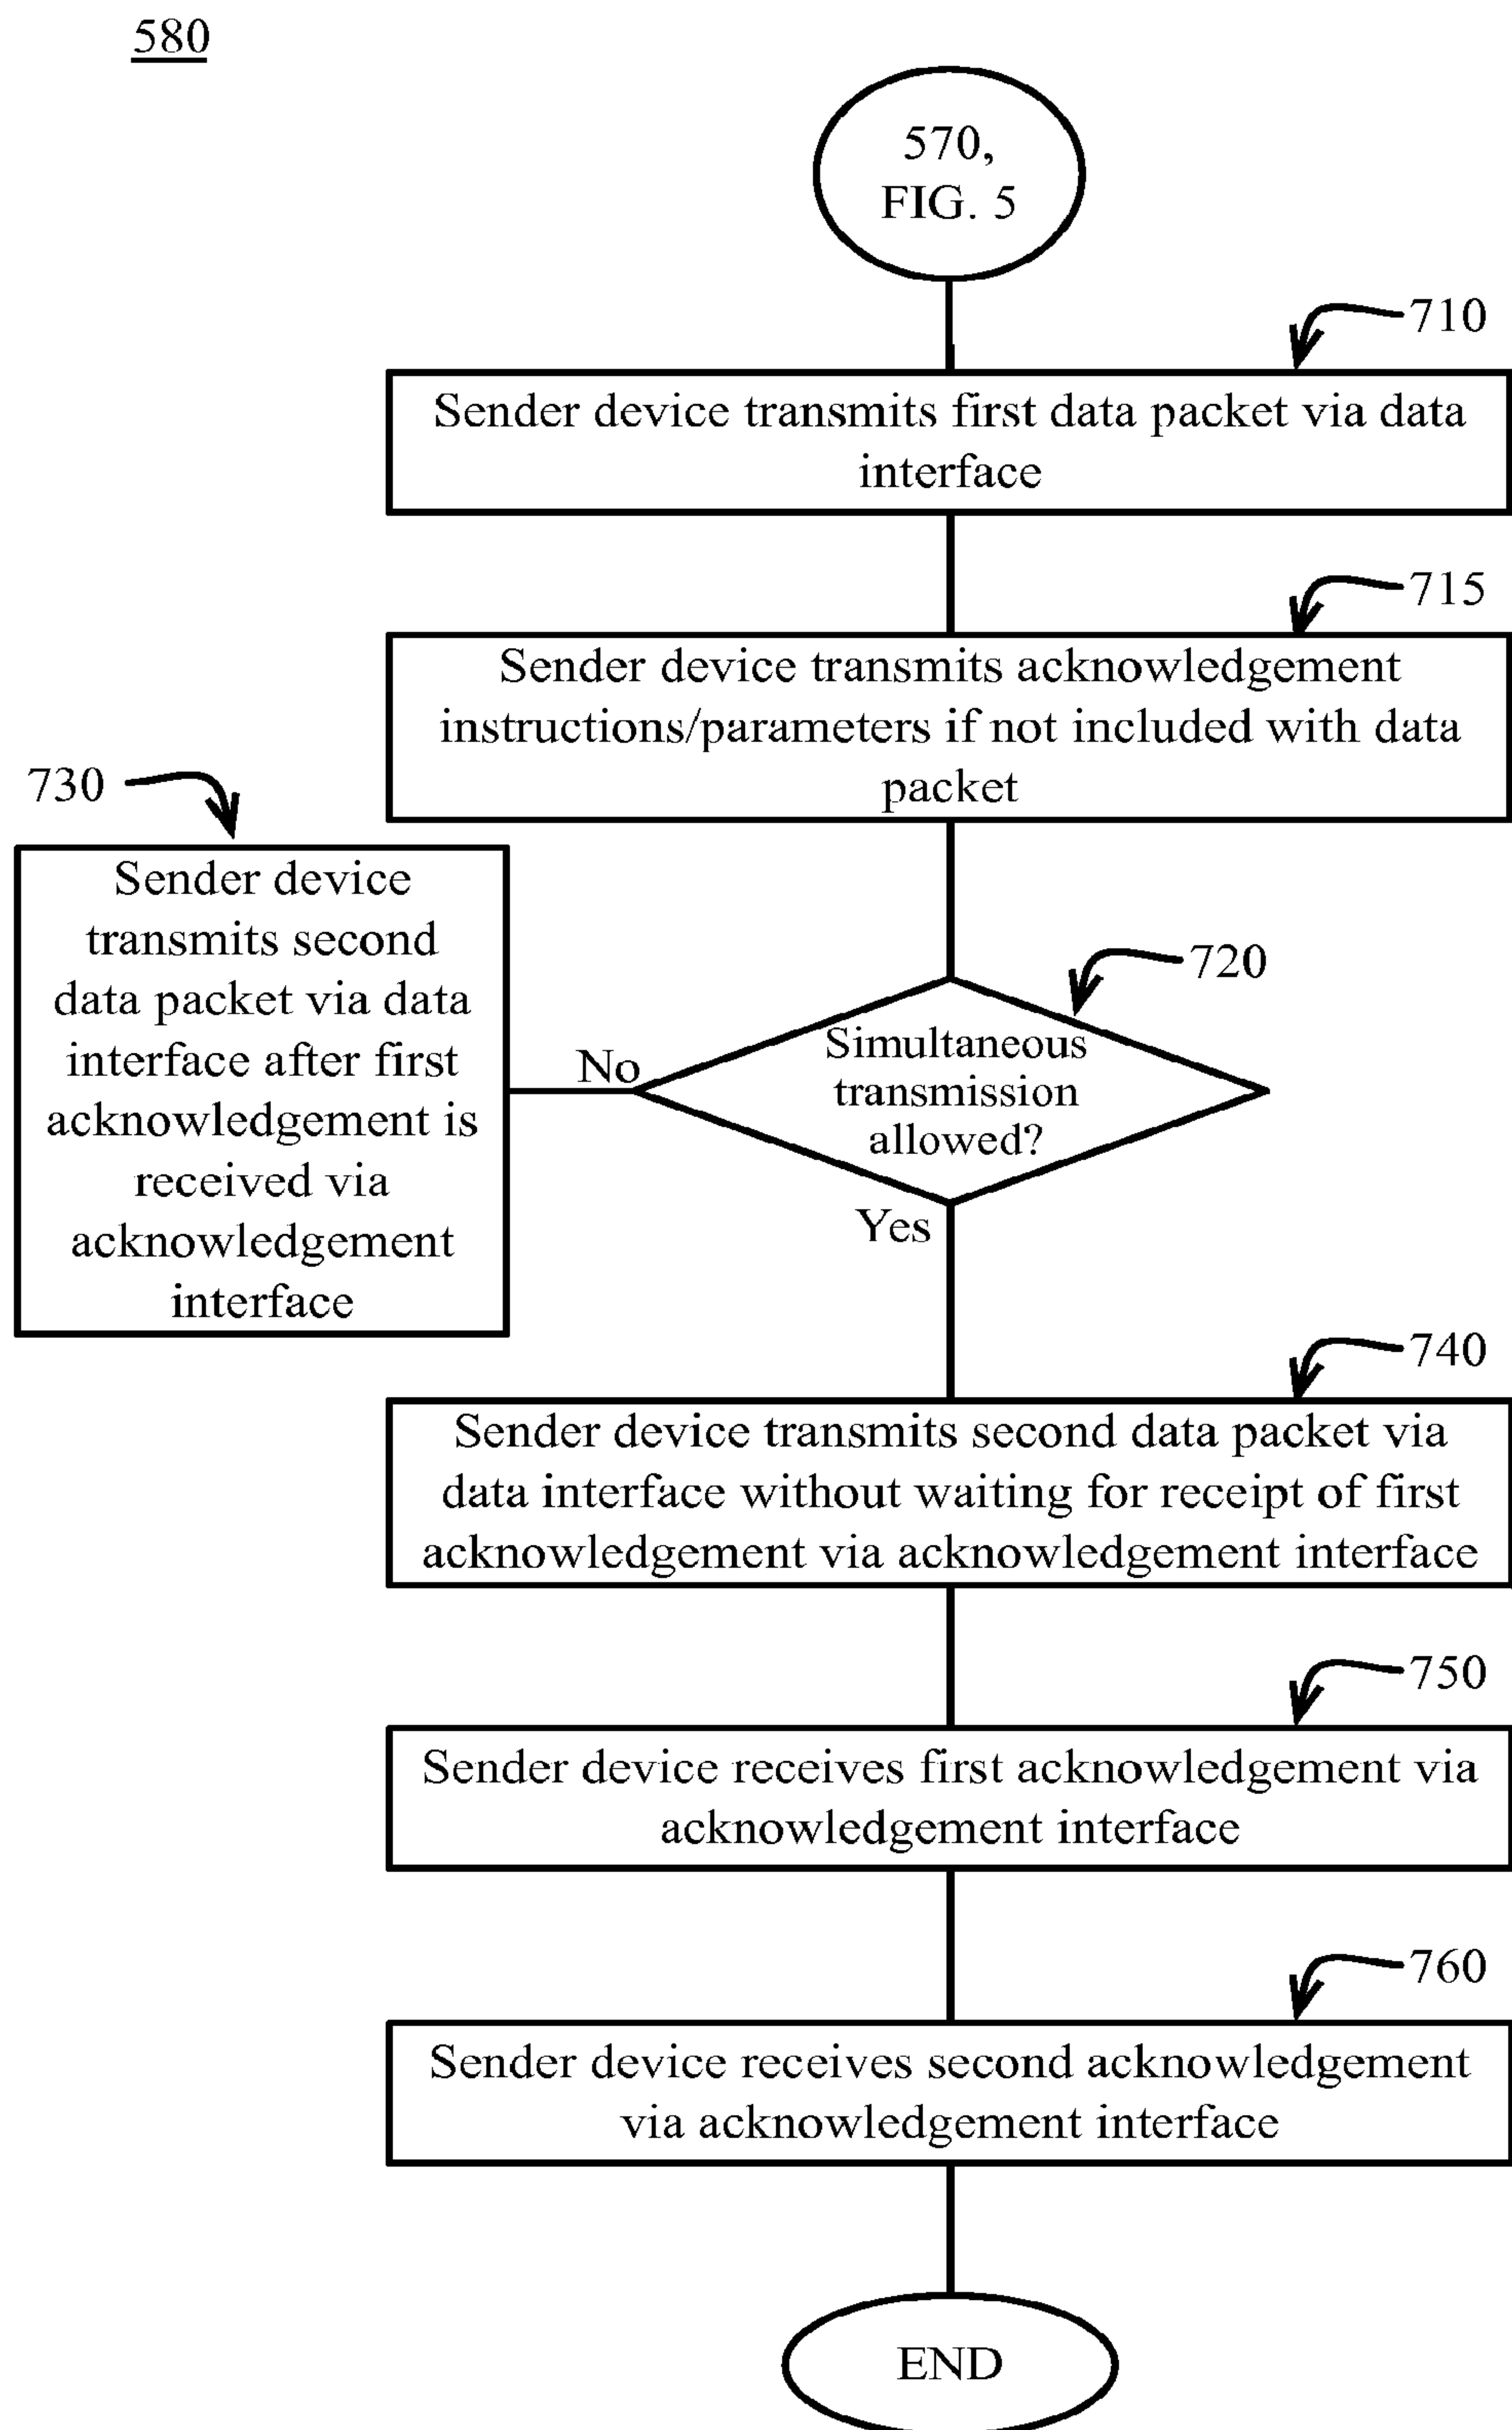 580
570,
FIG. 5
710
Sender device transmits first data packet via data
interface
715
Sender device transmits acknowledgement
instructions/parameters if not included with data
packet
730
Sender device
transmits second
data packet via data
interface after first
acknowledgement is
received via
acknowledgement
interface
720
Simultaneous
transmission
allowed?
No
Yes
740
Sender device transmits second data packet via
data interface without waiting for receipt of first
acknowledgement via acknowledgement interface
750
Sender device receives first acknowledgement via
acknowledgement interface
760
Sender device receives second acknowledgement
via acknowledgement interface
END